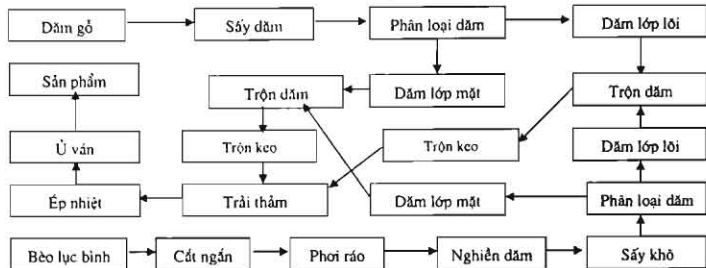 Dăm gỗ
Sấy dăm
Phân loại dăm
Dăm lớp lõi
Sản phẩm
Trộn dăm
Dăm lớp mặt
Trộn dăm
Ủ ván
Trộn keo
Trộn keo
Dăm lớp lõi
Ép nhiệt
Trải thảm
Dăm lớp mặt
Phân loại dăm
Bèo lục bình
Cắt ngắn
Phơi ráo
Nghiền dăm
Sấy khô